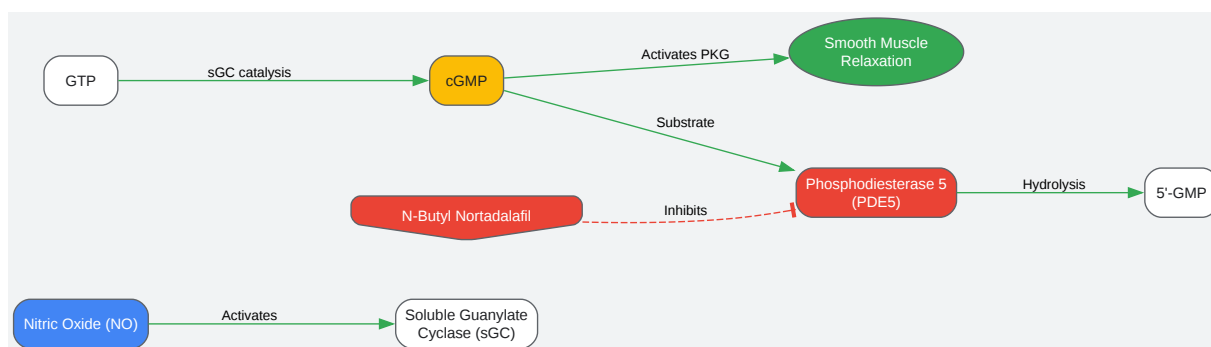 GTP
sGC catalysis
cGMP
Activates PKG
Smooth Muscle
Relaxation
Substrate
Phosphodiesterase 5
(PDE5)
Hydrolysis
5'-GMP
N-Butyl Nortadalafil
Inhibits
Nitric Oxide (NO)
Activates
Soluble Guanylate
Cyclase (sGC)